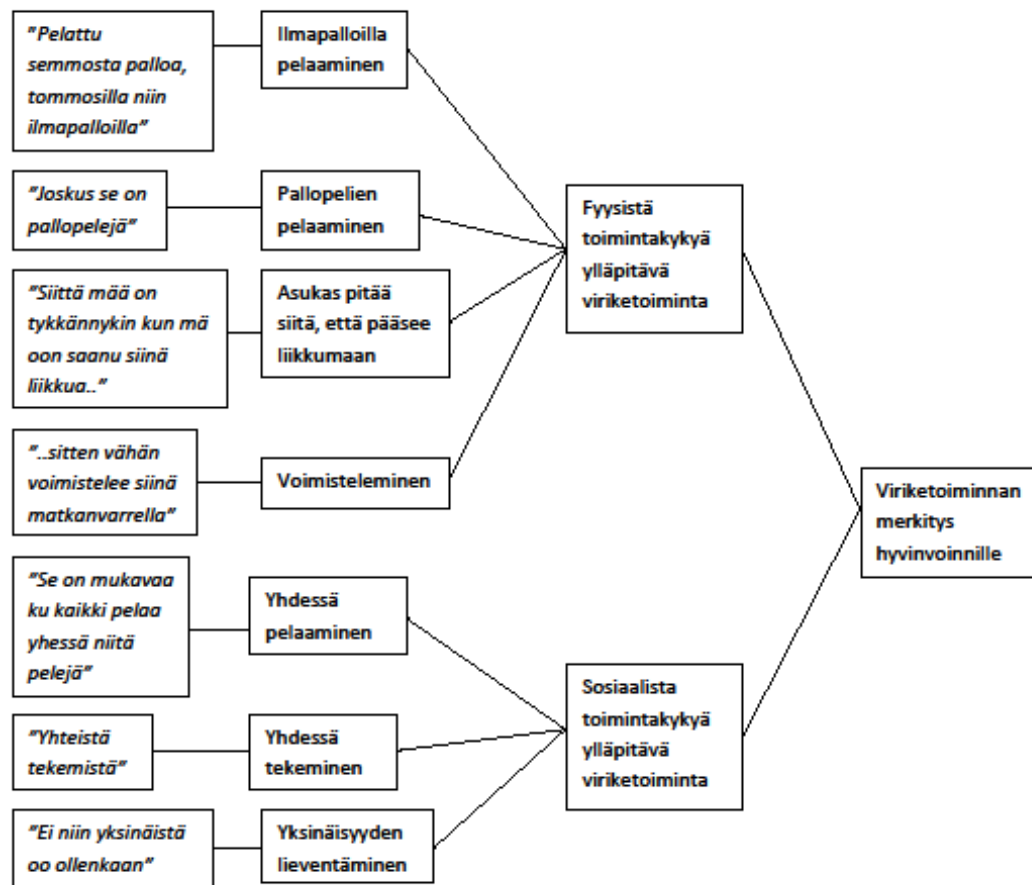 "Pelattu
semmosta palloa,
tommosilla niin
ilmapalloilla"
Ilmapalloilla
pelaaminen
"Joskus se on
pallopelejä"
Pallopelien
pelaaminen
"Siittä mää on
tykkännykin kun mä
oon saanu siinä
liikkua.."
Asukas pitää
siitä, että pääsee
liikkumaan
"..sitten vähän
voimistelee siinä
matkanvarrella"
Voimisteleminen
Fyysistä
toimintakykyä
ylläpitävä
viriketoiminta
"Se on mukavaa
ku kaikki pelaa
yhessä niitä
pelejä"
Yhdessä
pelaaminen
"Yhteistä
tekemistä"
Yhdessä
tekeminen
"Ei niin yksinäistä
oo ollenkaan"
Yksinäisyyden
lieventäminen
Sosiaalista
toimintakykyä
ylläpitävä
viriketoiminta
Viriketoiminnan
merkitys
hyvinvoinnille